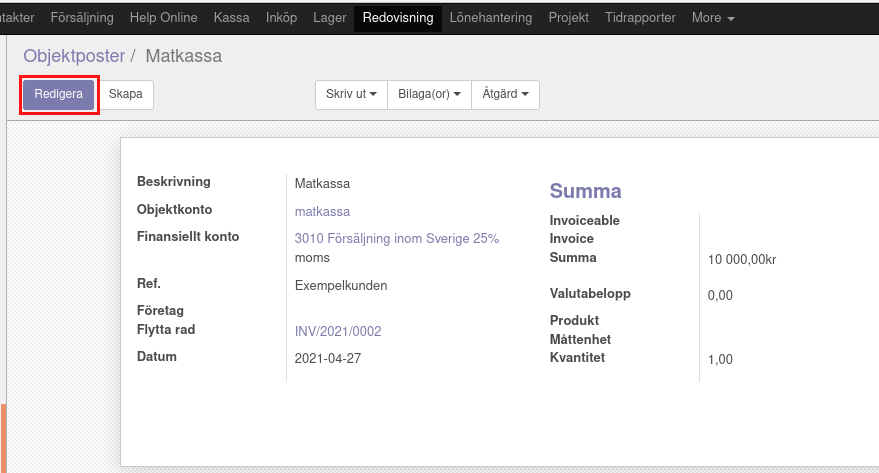 Försäljning Help Online Kassa Inköp Lager Redovisning Lönehantering Projekt Tidrapporter More
Objektposter / Matkassa
Redigera Skapa Skriv ut Bilaga(or) Åtgärd
Beskrivning Matkassa
Objektkonto matkassa
Finansiellt konto 3010 Försäljning inom Sverige 25%
moms
Ref. Exempelkunden
Företag
Flytta rad INV/2021/0002
Datum 2021-04-27
Summa
Invoiceable
Invoice
Summa 10 000,00kr
Valutabelopp 0,00
Produkt
Måttenhet
Kvantitet 1,00